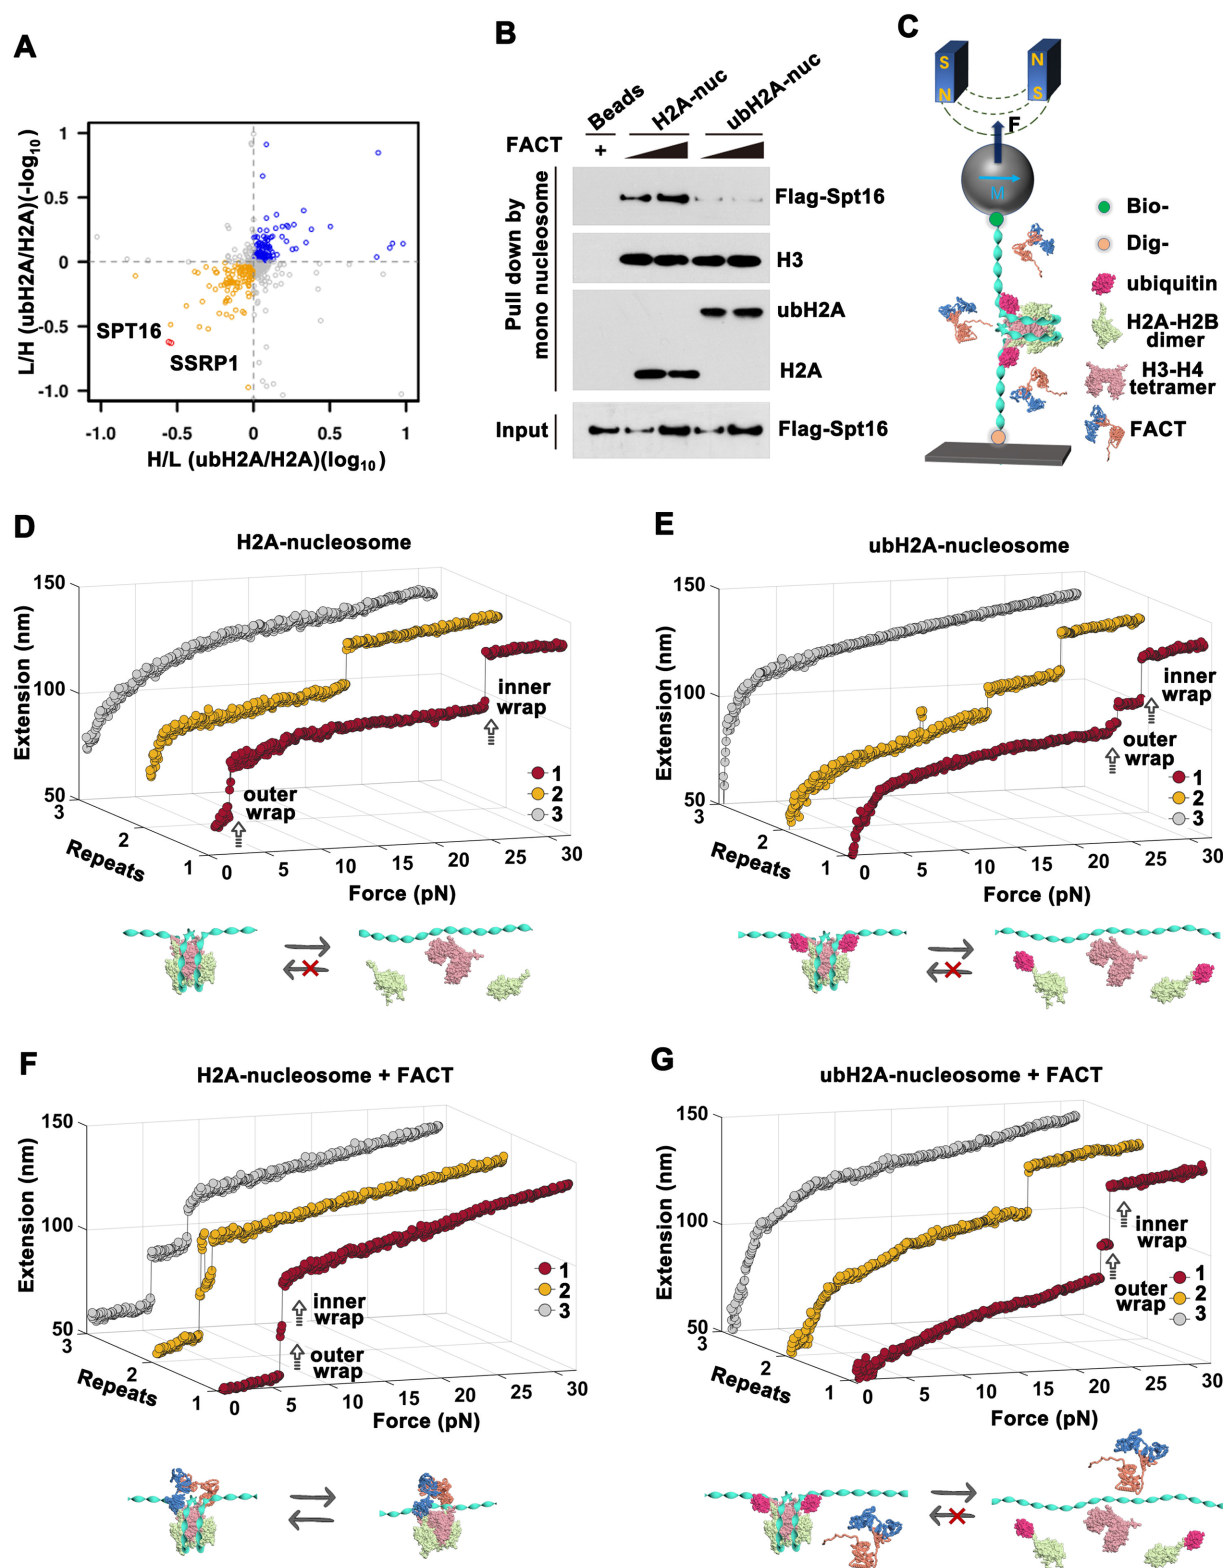 A
L/H (ubH2A/H2A)(-log10)
1
0.5
0
-0.5
-1.0
SPT16
SSRP1
-1.0
-0.5
0
0.5
1
H/L (ubH2A/H2A)(log10)
B
Beads
H2A-nuc
ubH2A-nuc
FACT
+
Pull down by
mono nucleosome
Flag-Spt16
H3
ubH2A
H2A
Input
Flag-Spt16
C
S
N
N
S
F
M
Bio-
Dig-
ubiquitin
H2A-H2B
dimer
H3-H4
tetramer
FACT
D
H2A-nucleosome
Extension (nm)
150
100
50
3
2
1
Repeats
0
5
10
15
20
25
30
Force (pN)
outer
wrap
inner
wrap
1
2
3
E
ubH2A-nucleosome
Extension (nm)
150
100
50
3
2
1
Repeats
0
5
10
15
20
25
30
Force (pN)
outer
wrap
inner
wrap
1
2
3
F
H2A-nucleosome + FACT
Extension (nm)
150
100
50
3
2
1
Repeats
0
5
10
15
20
25
30
Force (pN)
inner
wrap
outer
wrap
1
2
3
G
ubH2A-nucleosome + FACT
Extension (nm)
150
100
50
3
2
1
Repeats
0
5
10
15
20
25
30
Force (pN)
inner
wrap
outer
wrap
1
2
3